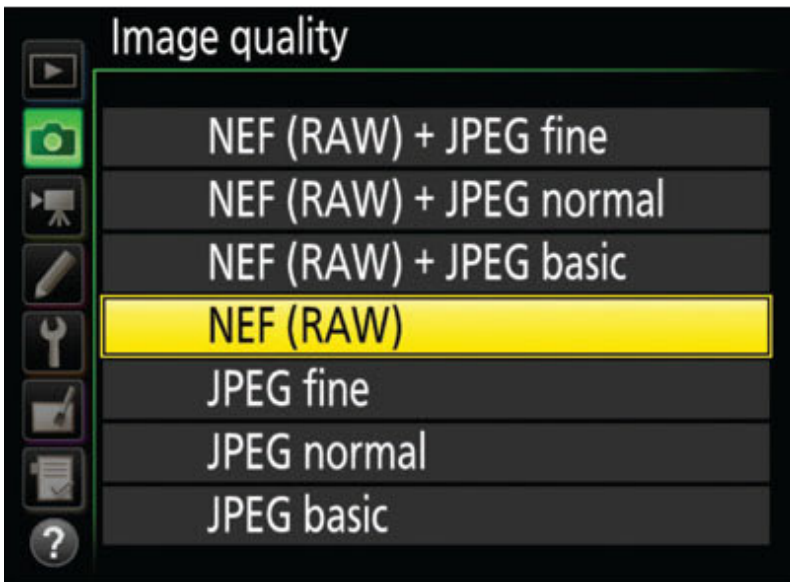 Image quality
NEF (RAW) + JPEG fine
NEF (RAW) + JPEG normal
NEF (RAW) + JPEG basic
NEF (RAW)
JPEG fine
JPEG normal
JPEG basic
?